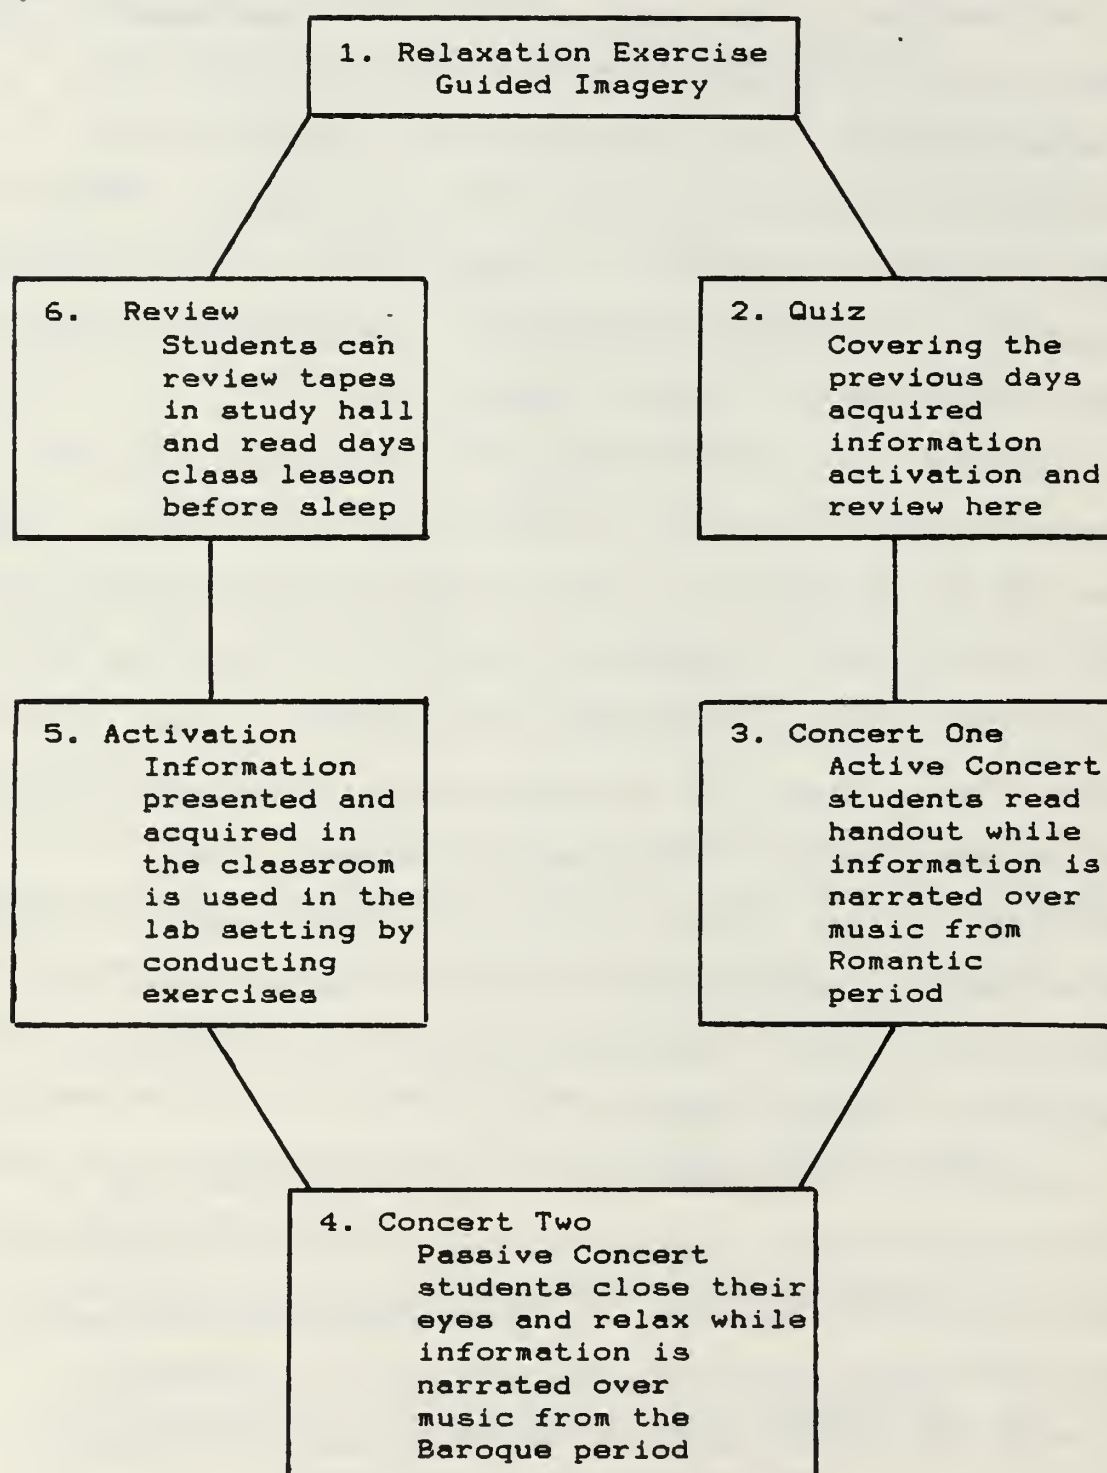 1. Relaxation Exercise
Guided Imagery
2. Quiz
Covering the
previous days
acquired
information
activation and
review here
3. Concert One
Active Concert
students read
handout while
information is
narrated over
music from
Romantic
period
4. Concert Two
Passive Concert
students close their
eyes and relax while
information is
narrated over
music from the
Baroque period
5. Activation
Information
presented and
acquired in
the classroom
is used in the
lab setting by
conducting
exercises
6. Review
Students can
review tapes
in study hall
and read days
class lesson
before sleep